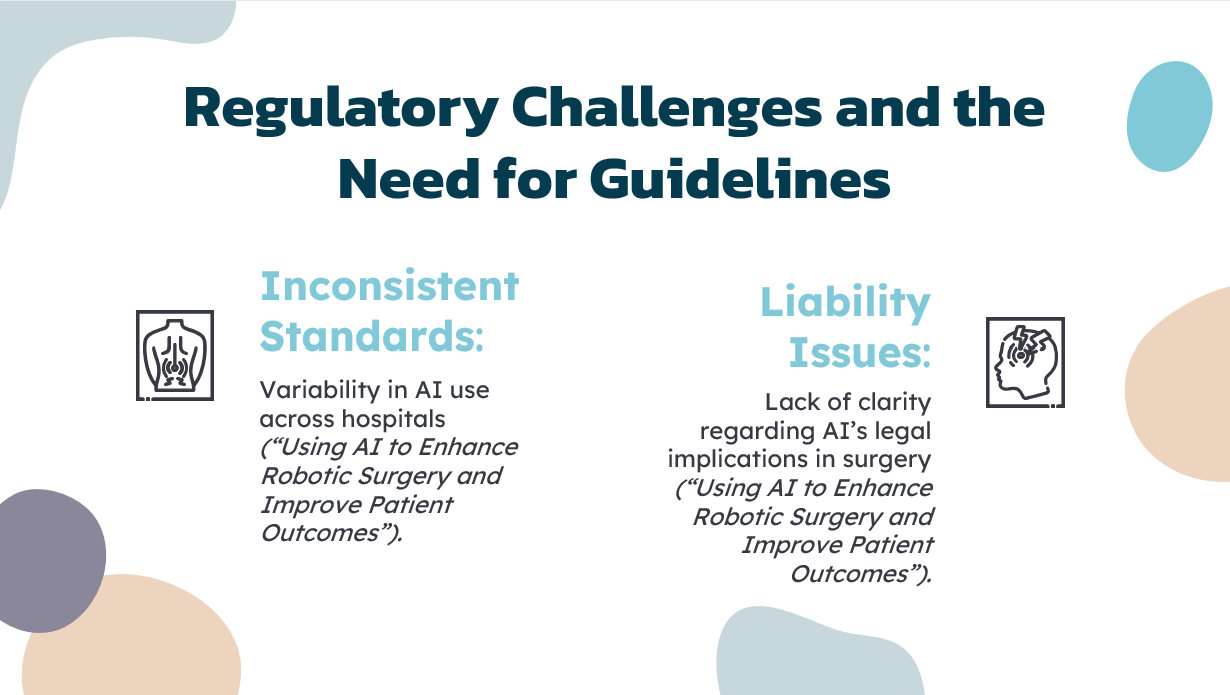 Regulatory Challenges and the
Need for Guidelines
Inconsistent
Standards:
Variability in AI use
across hospitals
(“Using AI to Enhance
Robotic Surgery and
Improve Patient
Outcomes”).
Liability
Issues:
Lack of clarity
regarding AI’s legal
implications in surgery
(“Using AI to Enhance
Robotic Surgery and
Improve Patient
Outcomes”).